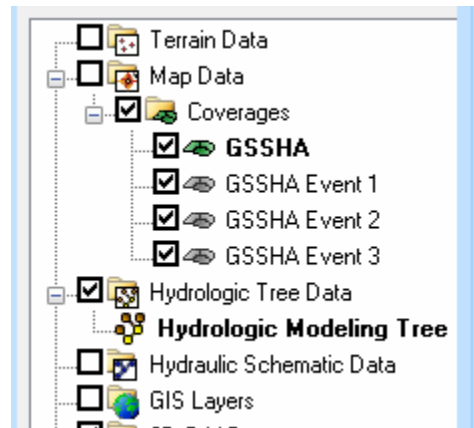 Terrain Data
Map Data
Coverages
GSSHA
GSSHA Event 1
GSSHA Event 2
GSSHA Event 3
Hydrologic Tree Data
Hydrologic Modeling Tree
Hydraulic Schematic Data
GIS Layers